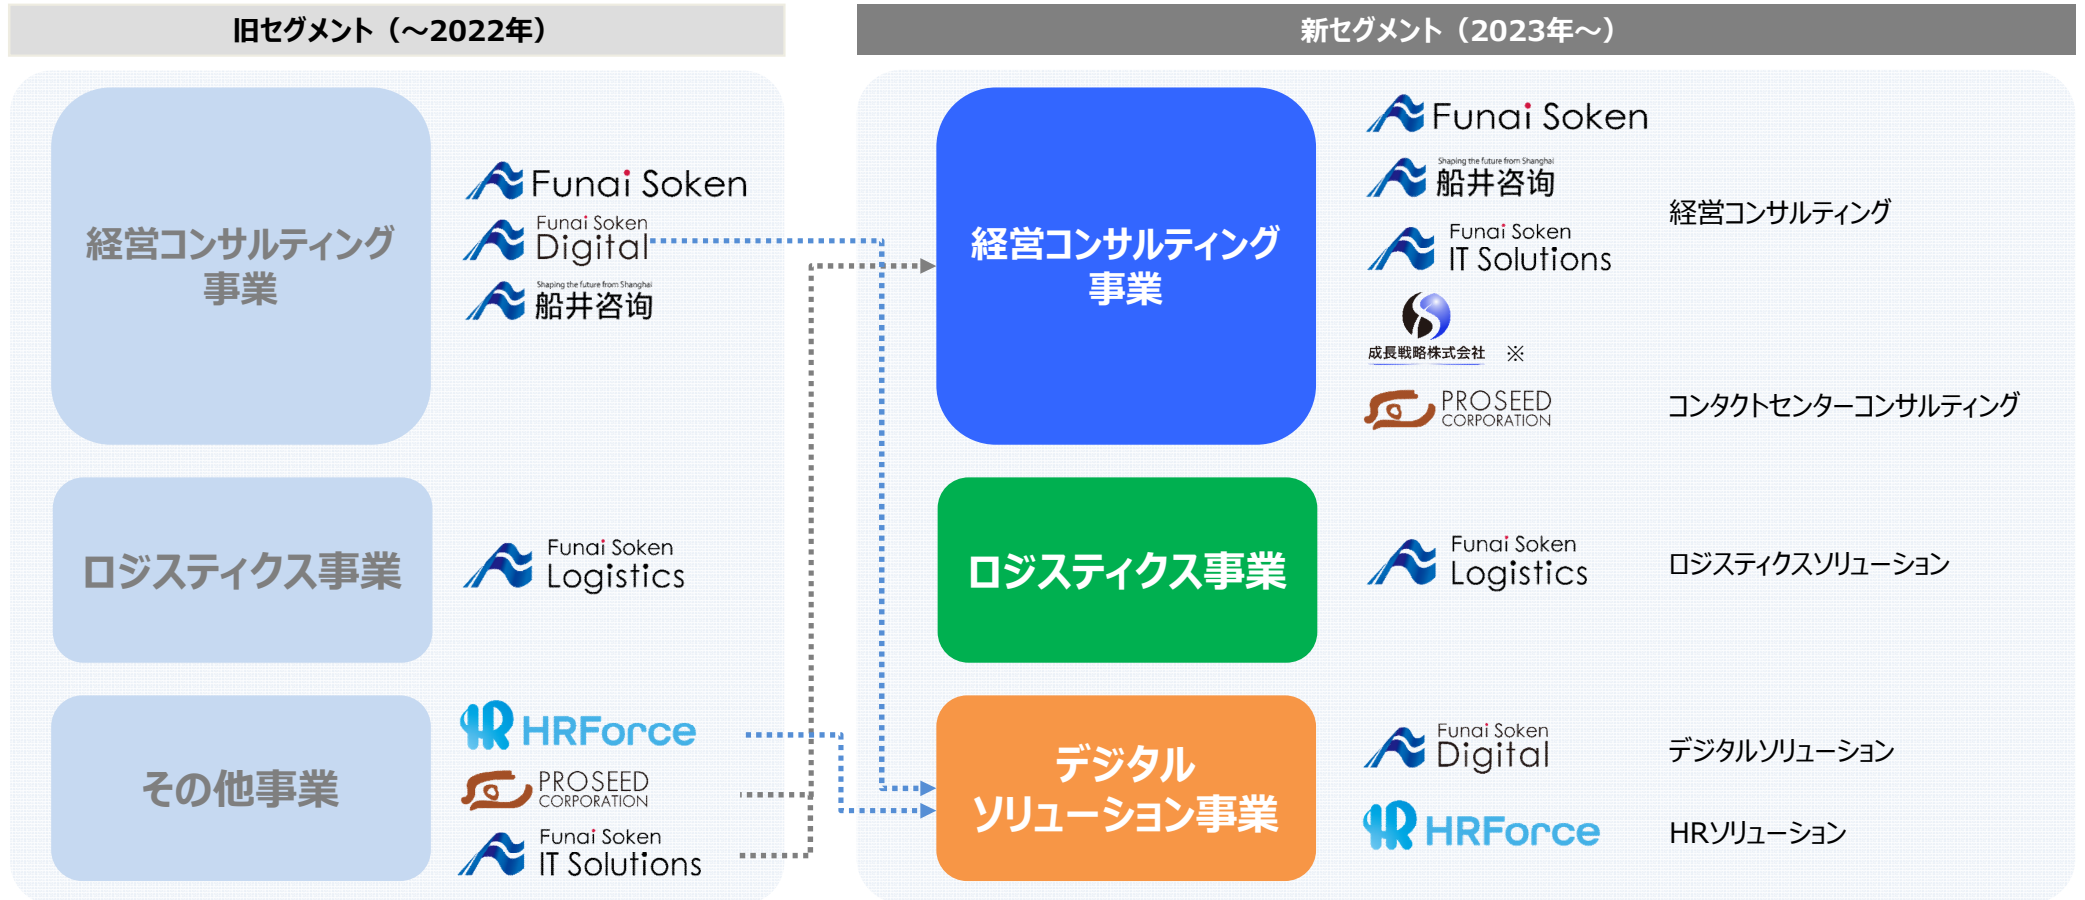 旧セグメント（～2022年）
経営コンサルティング
事業
Funai Soken
Funai Soken
Digital
Shaping the future from Shanghai
船井咨询
ロジスティクス事業
Funai Soken
Logistics
その他事業
HRForce
PROSEED
CORPORATION
Funai Soken
IT Solutions
新セグメント（2023年～）
経営コンサルティング
事業
Funai Soken
Shaping the future from Shanghai
船井咨询
Funai Soken
IT Solutions
成長戦略株式会社 ※
経営コンサルティング
PROSEED
CORPORATION
コンタクトセンターコンサルティング
ロジスティクス事業
Funai Soken
Logistics
ロジスティクスソリューション
デジタル
ソリューション事業
Funai Soken
Digital
デジタルソリューション
HRForce
HRソリューション